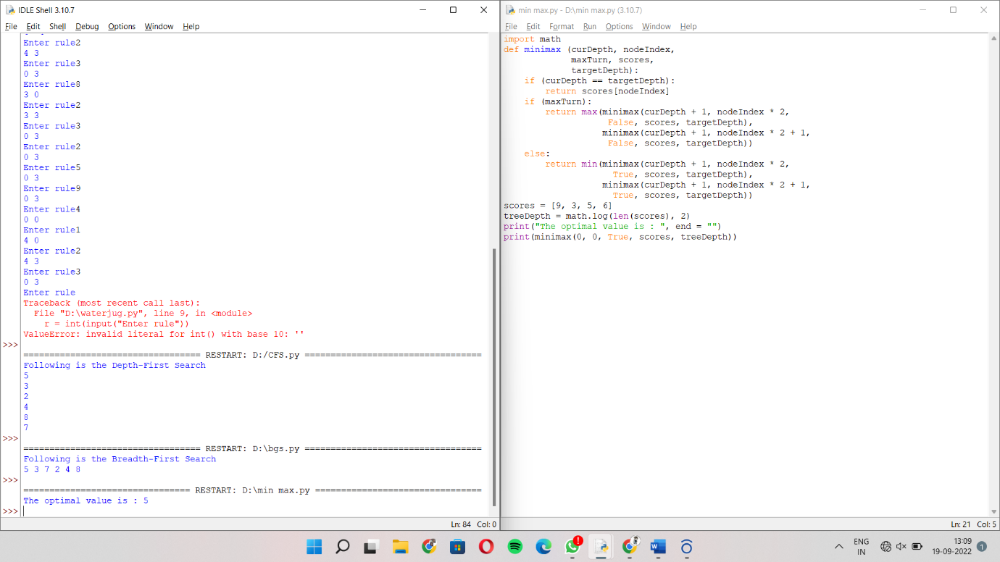 IDLE Shell 3.10.7
File Edit Shell Debug Options Window Help
Enter rule2
4 3
Enter rule3
0 3
Enter rule8
3 0
Enter rule2
3 3
Enter rule3
0 3
Enter rule2
0 3
Enter rule5
0 3
Enter rule9
0 3
Enter rule4
0 0
Enter rule1
4 0
Enter rule2
4 3
Enter rule3
0 3
Enter rule
Traceback (most recent call last):
  File "D:\waterjug.py", line 9, in <module>
    r = int(input("Enter rule"))
ValueError: invalid literal for int() with base 10: ''
>>>
================================== RESTART: D:/CFS.py ==================================
Following is the Depth-First Search
5
3
2
4
8
7
>>>
================================== RESTART: D:\bgs.py ==================================
Following is the Breadth-First Search
5 3 7 2 4 8
>>>
================================ RESTART: D:\min max.py ================================
The optimal value is : 5
>>>
Ln: 84 Col: 0
min max.py - D:\min max.py (3.10.7)
File Edit Format Run Options Window Help
import math
def minimax (curDepth, nodeIndex,
             maxTurn, scores,
             targetDepth):
    if (curDepth == targetDepth):
        return scores[nodeIndex]
    if (maxTurn):
        return max(minimax(curDepth + 1, nodeIndex * 2,
                    False, scores, targetDepth),
                   minimax(curDepth + 1, nodeIndex * 2 + 1,
                    False, scores, targetDepth))
    else:
        return min(minimax(curDepth + 1, nodeIndex * 2,
                     True, scores, targetDepth),
                   minimax(curDepth + 1, nodeIndex * 2 + 1,
                     True, scores, targetDepth))
scores = [9, 3, 5, 6]
treeDepth = math.log(len(scores), 2)
print("The optimal value is : ", end = "")
print(minimax(0, 0, True, scores, treeDepth))
Ln: 21 Col: 5
ENG
IN
13:09
19-09-2022
1